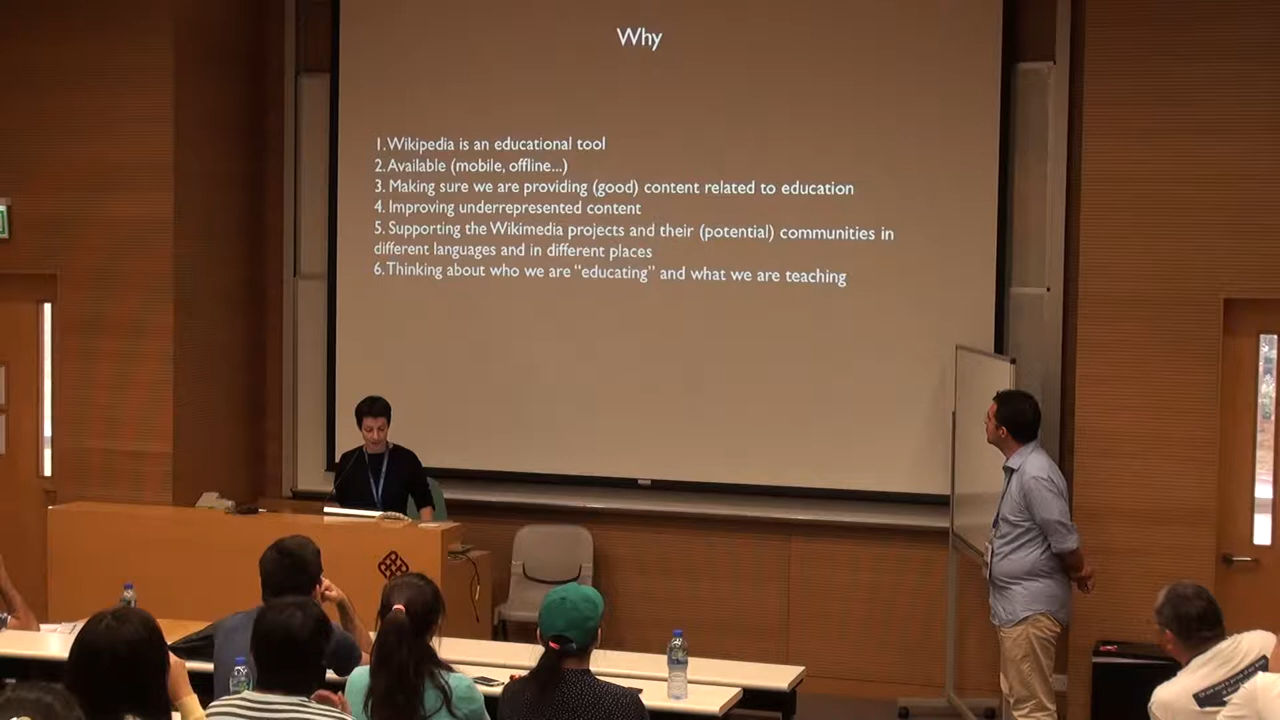 Why
1. Wikipedia is an educational tool
2. Available (mobile, offline...)
3. Making sure we are providing (good) content related to education
4. Improving underrepresented content
5. Supporting the Wikimedia projects and their (potential) communities in
different languages and in different places
6. Thinking about who we are “educating” and what we are teaching